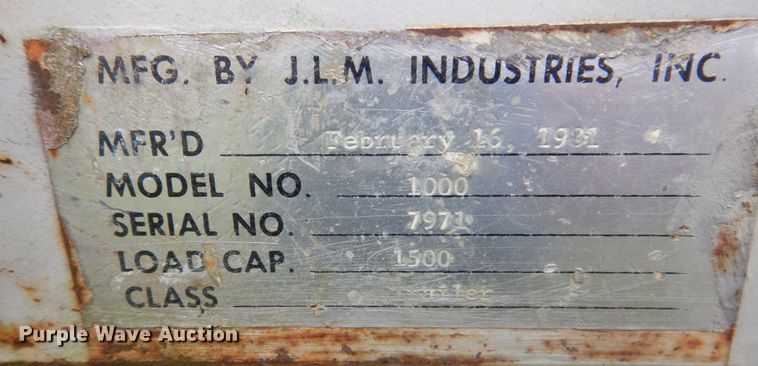 MFG. BY J.L.M. INDUSTRIES, INC.
MFR'D February 16, 1981
MODEL NO. 1000
SERIAL NO. 7971
LOAD CAP. 1500
CLASS
Purple Wave Auction